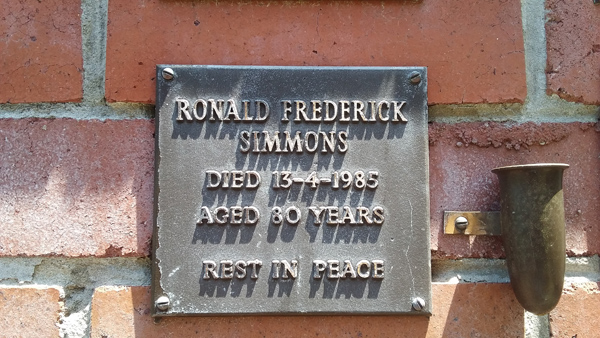 RONALD FREDERICK
SIMMONS
DIED 13-4-1985
AGED 80 YEARS
REST IN PEACE